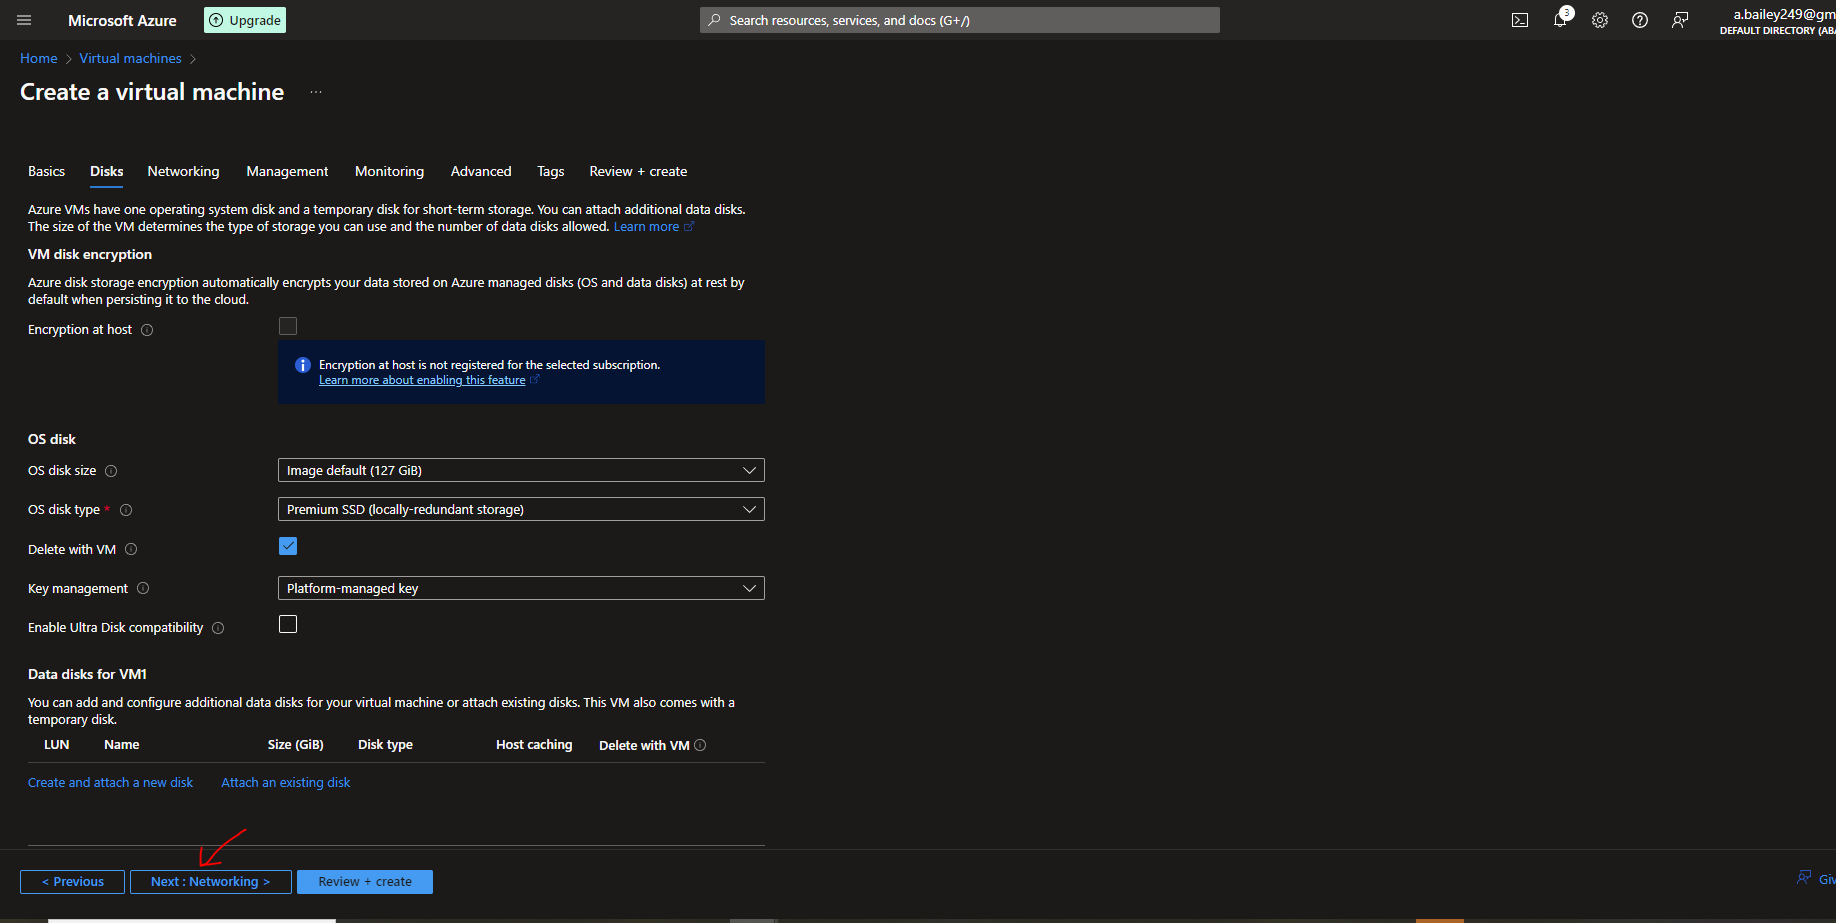 Microsoft Azure
Upgrade
Search resources, services, and docs (G+/)
3
a.bailey249@gm
DEFAULT DIRECTORY (ABA
Home > Virtual machines >
Create a virtual machine ...
Basics Disks Networking Management Monitoring Advanced Tags Review + create
Azure VMs have one operating system disk and a temporary disk for short-term storage. You can attach additional data disks.
The size of the VM determines the type of storage you can use and the number of data disks allowed. Learn more
VM disk encryption
Azure disk storage encryption automatically encrypts your data stored on Azure managed disks (OS and data disks) at rest by
default when persisting it to the cloud.
Encryption at host
Encryption at host is not registered for the selected subscription.
Learn more about enabling this feature
OS disk
OS disk size
Image default (127 GiB)
OS disk type *
Premium SSD (locally-redundant storage)
Delete with VM
Key management
Platform-managed key
Enable Ultra Disk compatibility
Data disks for VM1
You can add and configure additional data disks for your virtual machine or attach existing disks. This VM also comes with a
temporary disk.
LUN Name Size (GiB) Disk type Host caching Delete with VM
Create and attach a new disk Attach an existing disk
< Previous Next : Networking > Review + create
Giv